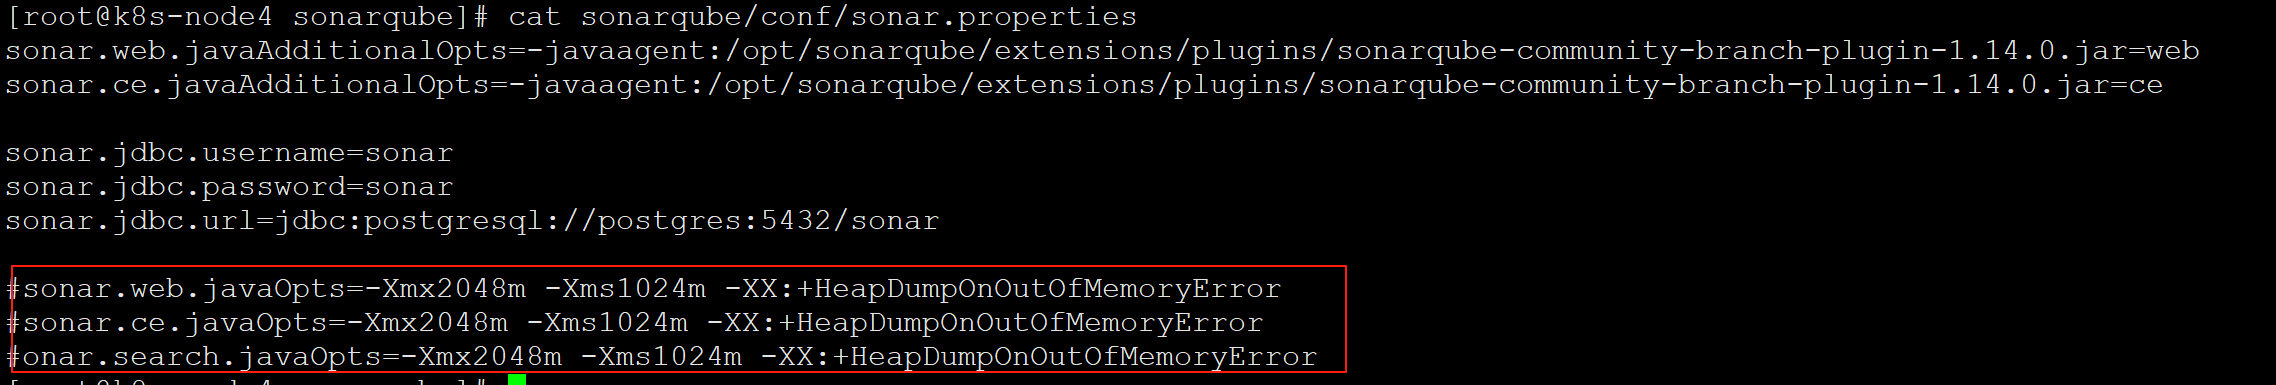 [root@k8s-node4 sonarqube]# cat sonarqube/conf/sonar.properties
sonar.web.javaAdditionalOpts=-javaagent:/opt/sonarqube/extensions/plugins/sonarqube-community-branch-plugin-1.14.0.jar=web
sonar.ce.javaAdditionalOpts=-javaagent:/opt/sonarqube/extensions/plugins/sonarqube-community-branch-plugin-1.14.0.jar=ce
sonar.jdbc.username=sonar
sonar.jdbc.password=sonar
sonar.jdbc.url=jdbc:postgresql://postgres:5432/sonar
#sonar.web.javaOpts=-Xmx2048m -Xms1024m -XX:+HeapDumpOnOutOfMemoryError
#sonar.ce.javaOpts=-Xmx2048m -Xms1024m -XX:+HeapDumpOnOutOfMemoryError
#onar.search.javaOpts=-Xmx2048m -Xms1024m -XX:+HeapDumpOnOutOfMemoryError